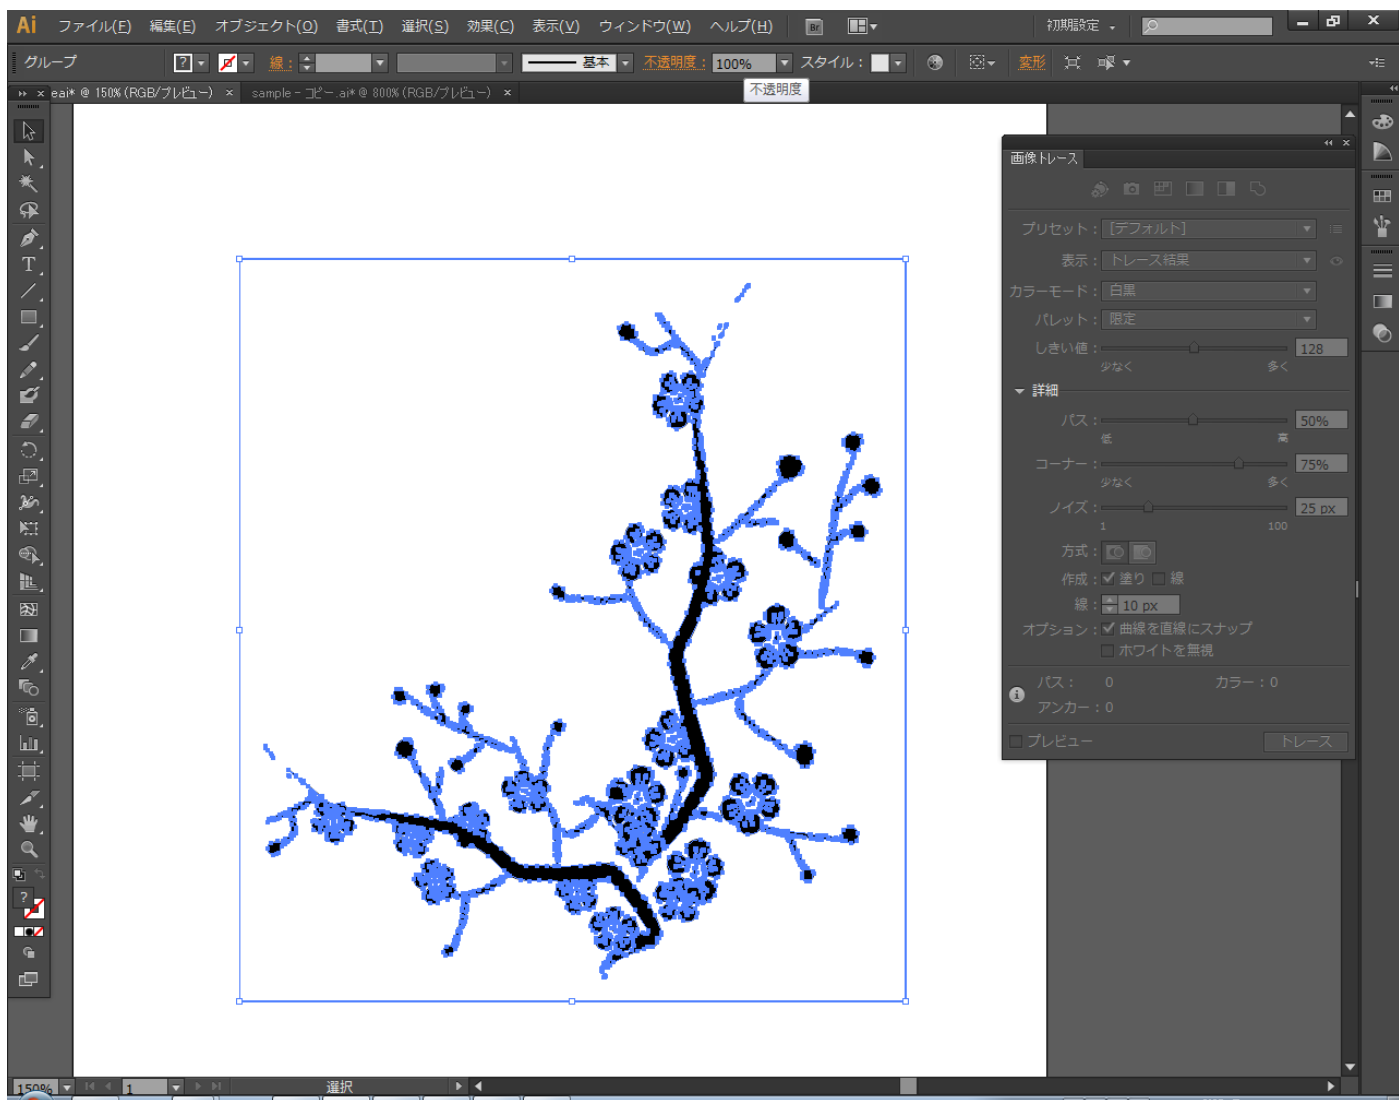 Ai ファイル(F) 編集(E) オブジェクト(O) 書式(T) 選択(S) 効果(C) 表示(V) ウィンドウ(W) ヘルプ(H) Br 初期設定
グループ ? 線： 基本 不透明度： 100% スタイル： 変形
eai* @ 150% (RGB/プレビュー) × sample - コピー.ai* @ 800% (RGB/プレビュー) ×
不透明度
画像トレース
プリセット： [デフォルト]
表示： トレース結果
カラーモード： 白黒
パレット： 限定
しきい値： 128
少なく 多く
詳細
パス： 50%
低 高
コーナー： 75%
少なく 多く
ノイズ： 25 px
1 100
方式：
作成： 塗り 線
線： 10 px
オプション： 曲線を直線にスナップ
ホワイトを無視
パス： 0 カラー：0
アンカー：0
プレビュー トレース
T
?
150% 1 選択